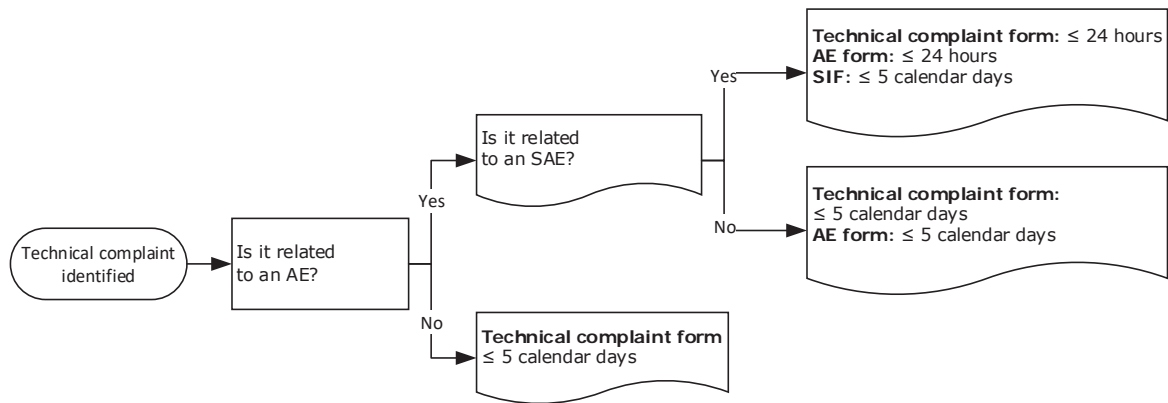 Technical complaint
identified
Is it related
to an AE?
Yes
No
Is it related
to an SAE?
Technical complaint form
≤ 5 calendar days
Yes
No
Technical complaint form: ≤ 24 hours
AE form: ≤ 24 hours
SIF: ≤ 5 calendar days
Technical complaint form:
≤ 5 calendar days
AE form: ≤ 5 calendar days